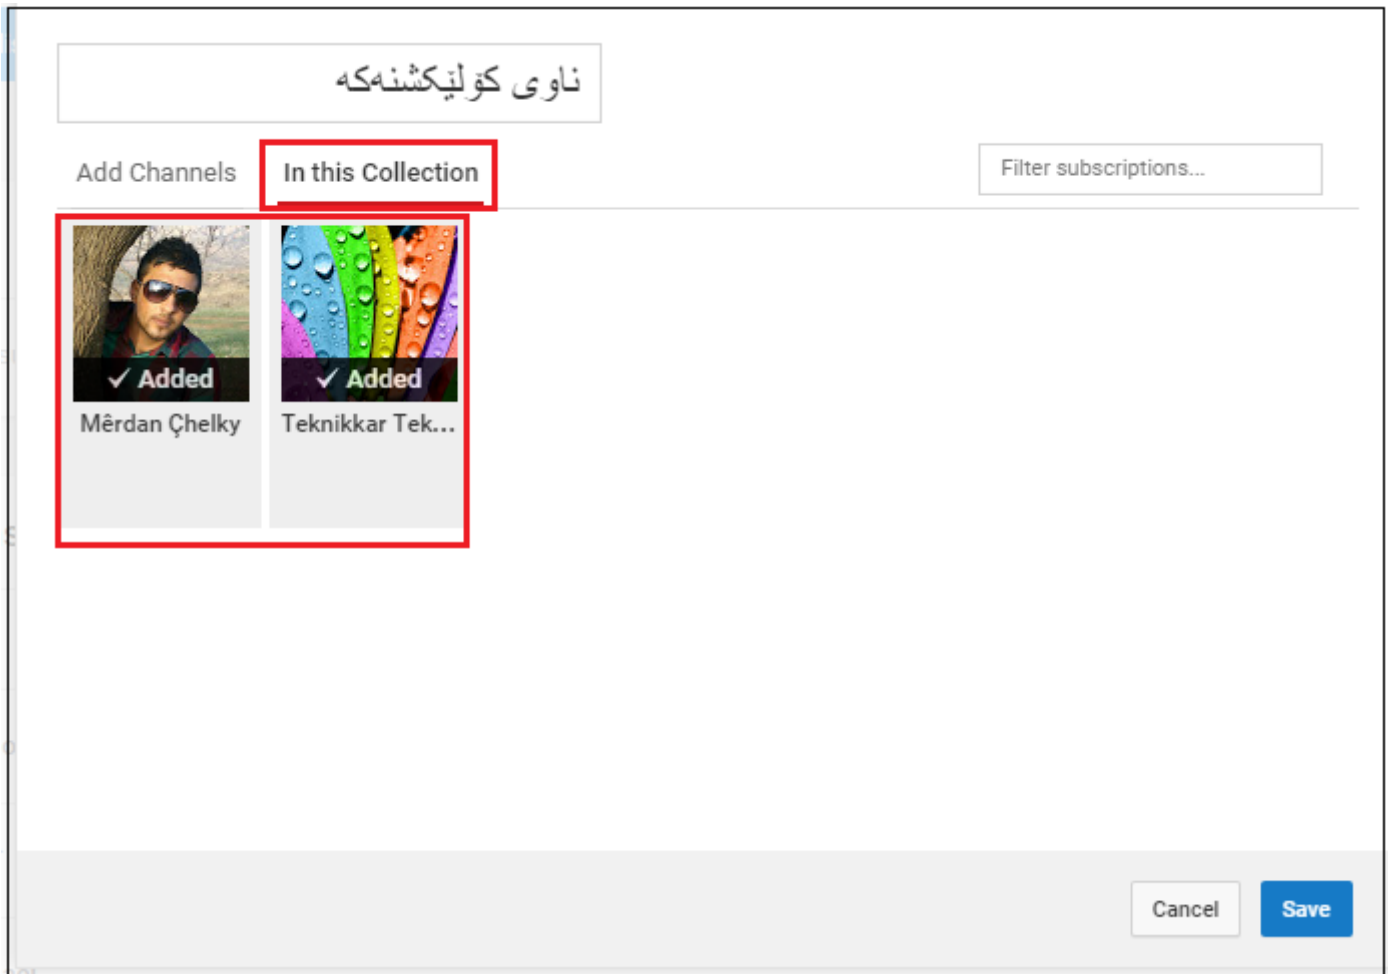 ناوی کۆلێکشنەکە
Add Channels In this Collection Filter subscriptions...
✓ Added ✓ Added
Mêrdan Çhelky Teknikkar Tek...
Cancel Save